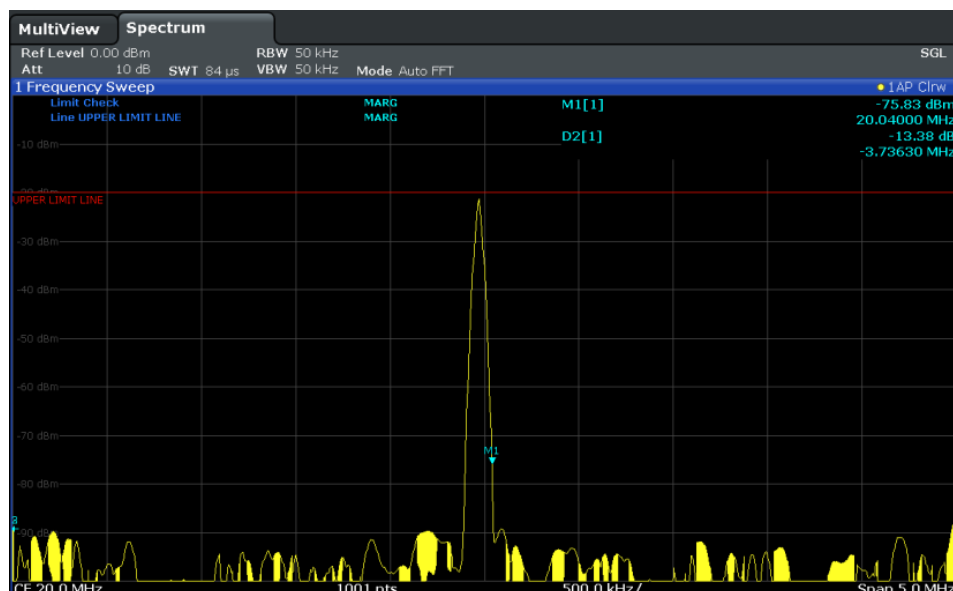 MultiView Spectrum
Ref Level 0.00 dBm RBW 50 kHz SGL
Att 10 dB SWT 84 µs VBW 50 kHz Mode Auto FFT
1 Frequency Sweep 1AP Clrw
Limit Check MARG M1[1] -75.83 dBm
Line UPPER LIMIT LINE MARG 20.04000 MHz
D2[1] -13.38 dB
-10 dBm -3.73630 MHz
-20 dBm
UPPER LIMIT LINE
-30 dBm
-40 dBm
-50 dBm
-60 dBm
-70 dBm
M1
-80 dBm
-90 dBm
CF 20.0 MHz 1001 pts 500.0 kHz/ Span 5.0 MHz